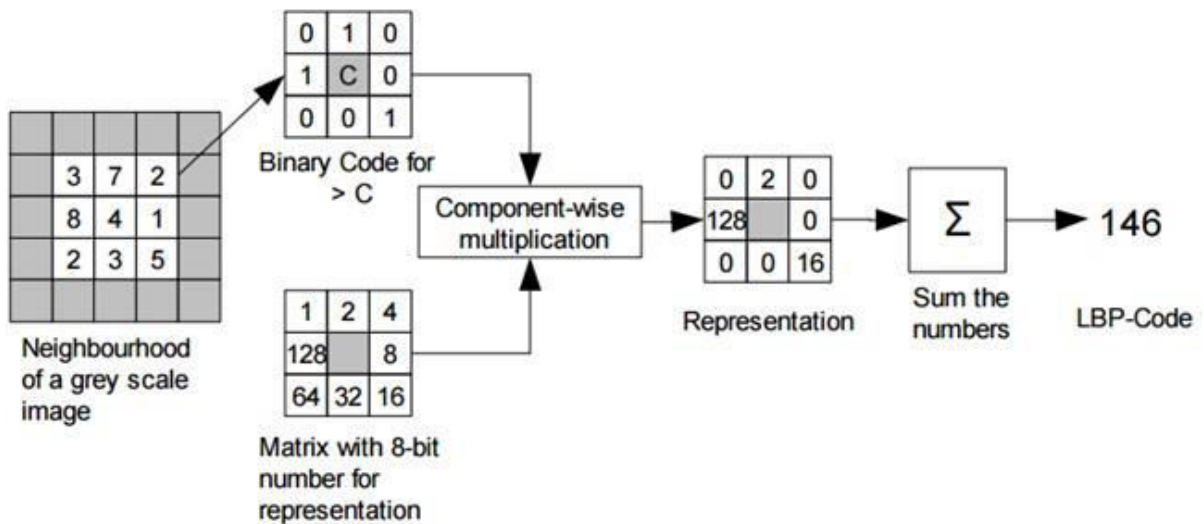 0 1 0
1 C 0
0 0 1
Binary Code for
> C
3 7 2
8 4 1
2 3 5
Neighbourhood
of a grey scale
image
1 2 4
128 8
64 32 16
Matrix with 8-bit
number for
representation
Component-wise
multiplication
0 2 0
128 0
0 0 16
Representation
Σ
Sum the
numbers
146
LBP-Code